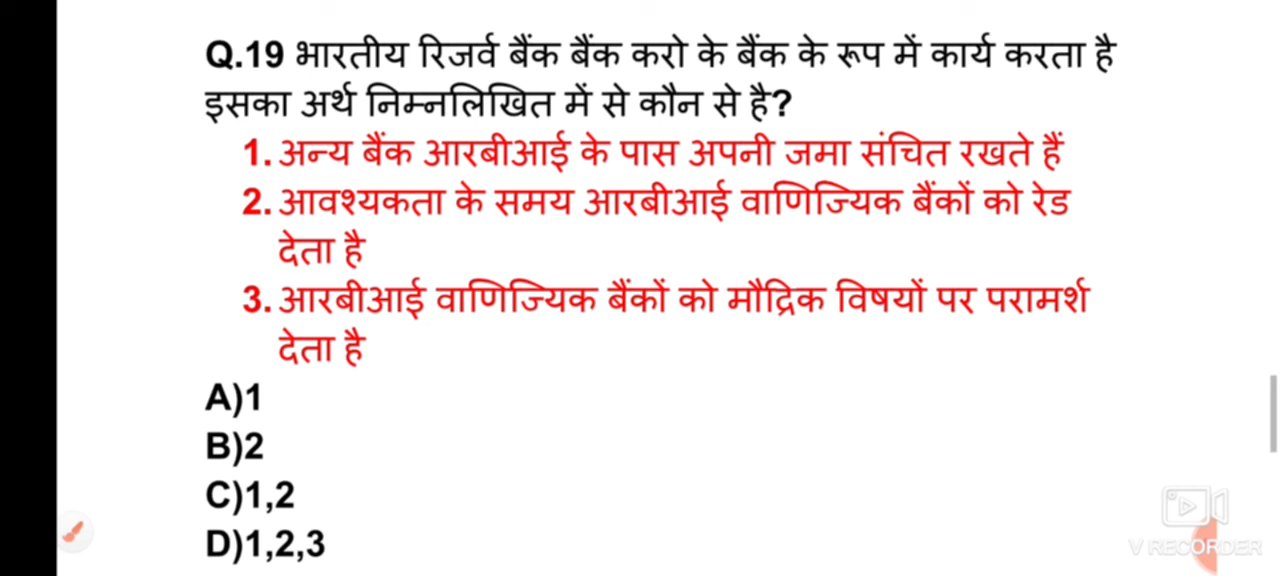 Q.19 भारतीय रिजर्व बैंक बैंक करो के बैंक के रूप में कार्य करता है
इसका अर्थ निम्नलिखित में से कौन से है?
1. अन्य बैंक आरबीआई के पास अपनी जमा संचित रखते हैं
2. आवश्यकता के समय आरबीआई वाणिज्यिक बैंकों को रेड
देता है
3. आरबीआई वाणिज्यिक बैंकों को मौद्रिक विषयों पर परामर्श
देता है
A)1
B)2
C)1,2
D)1,2,3
V RECORDER